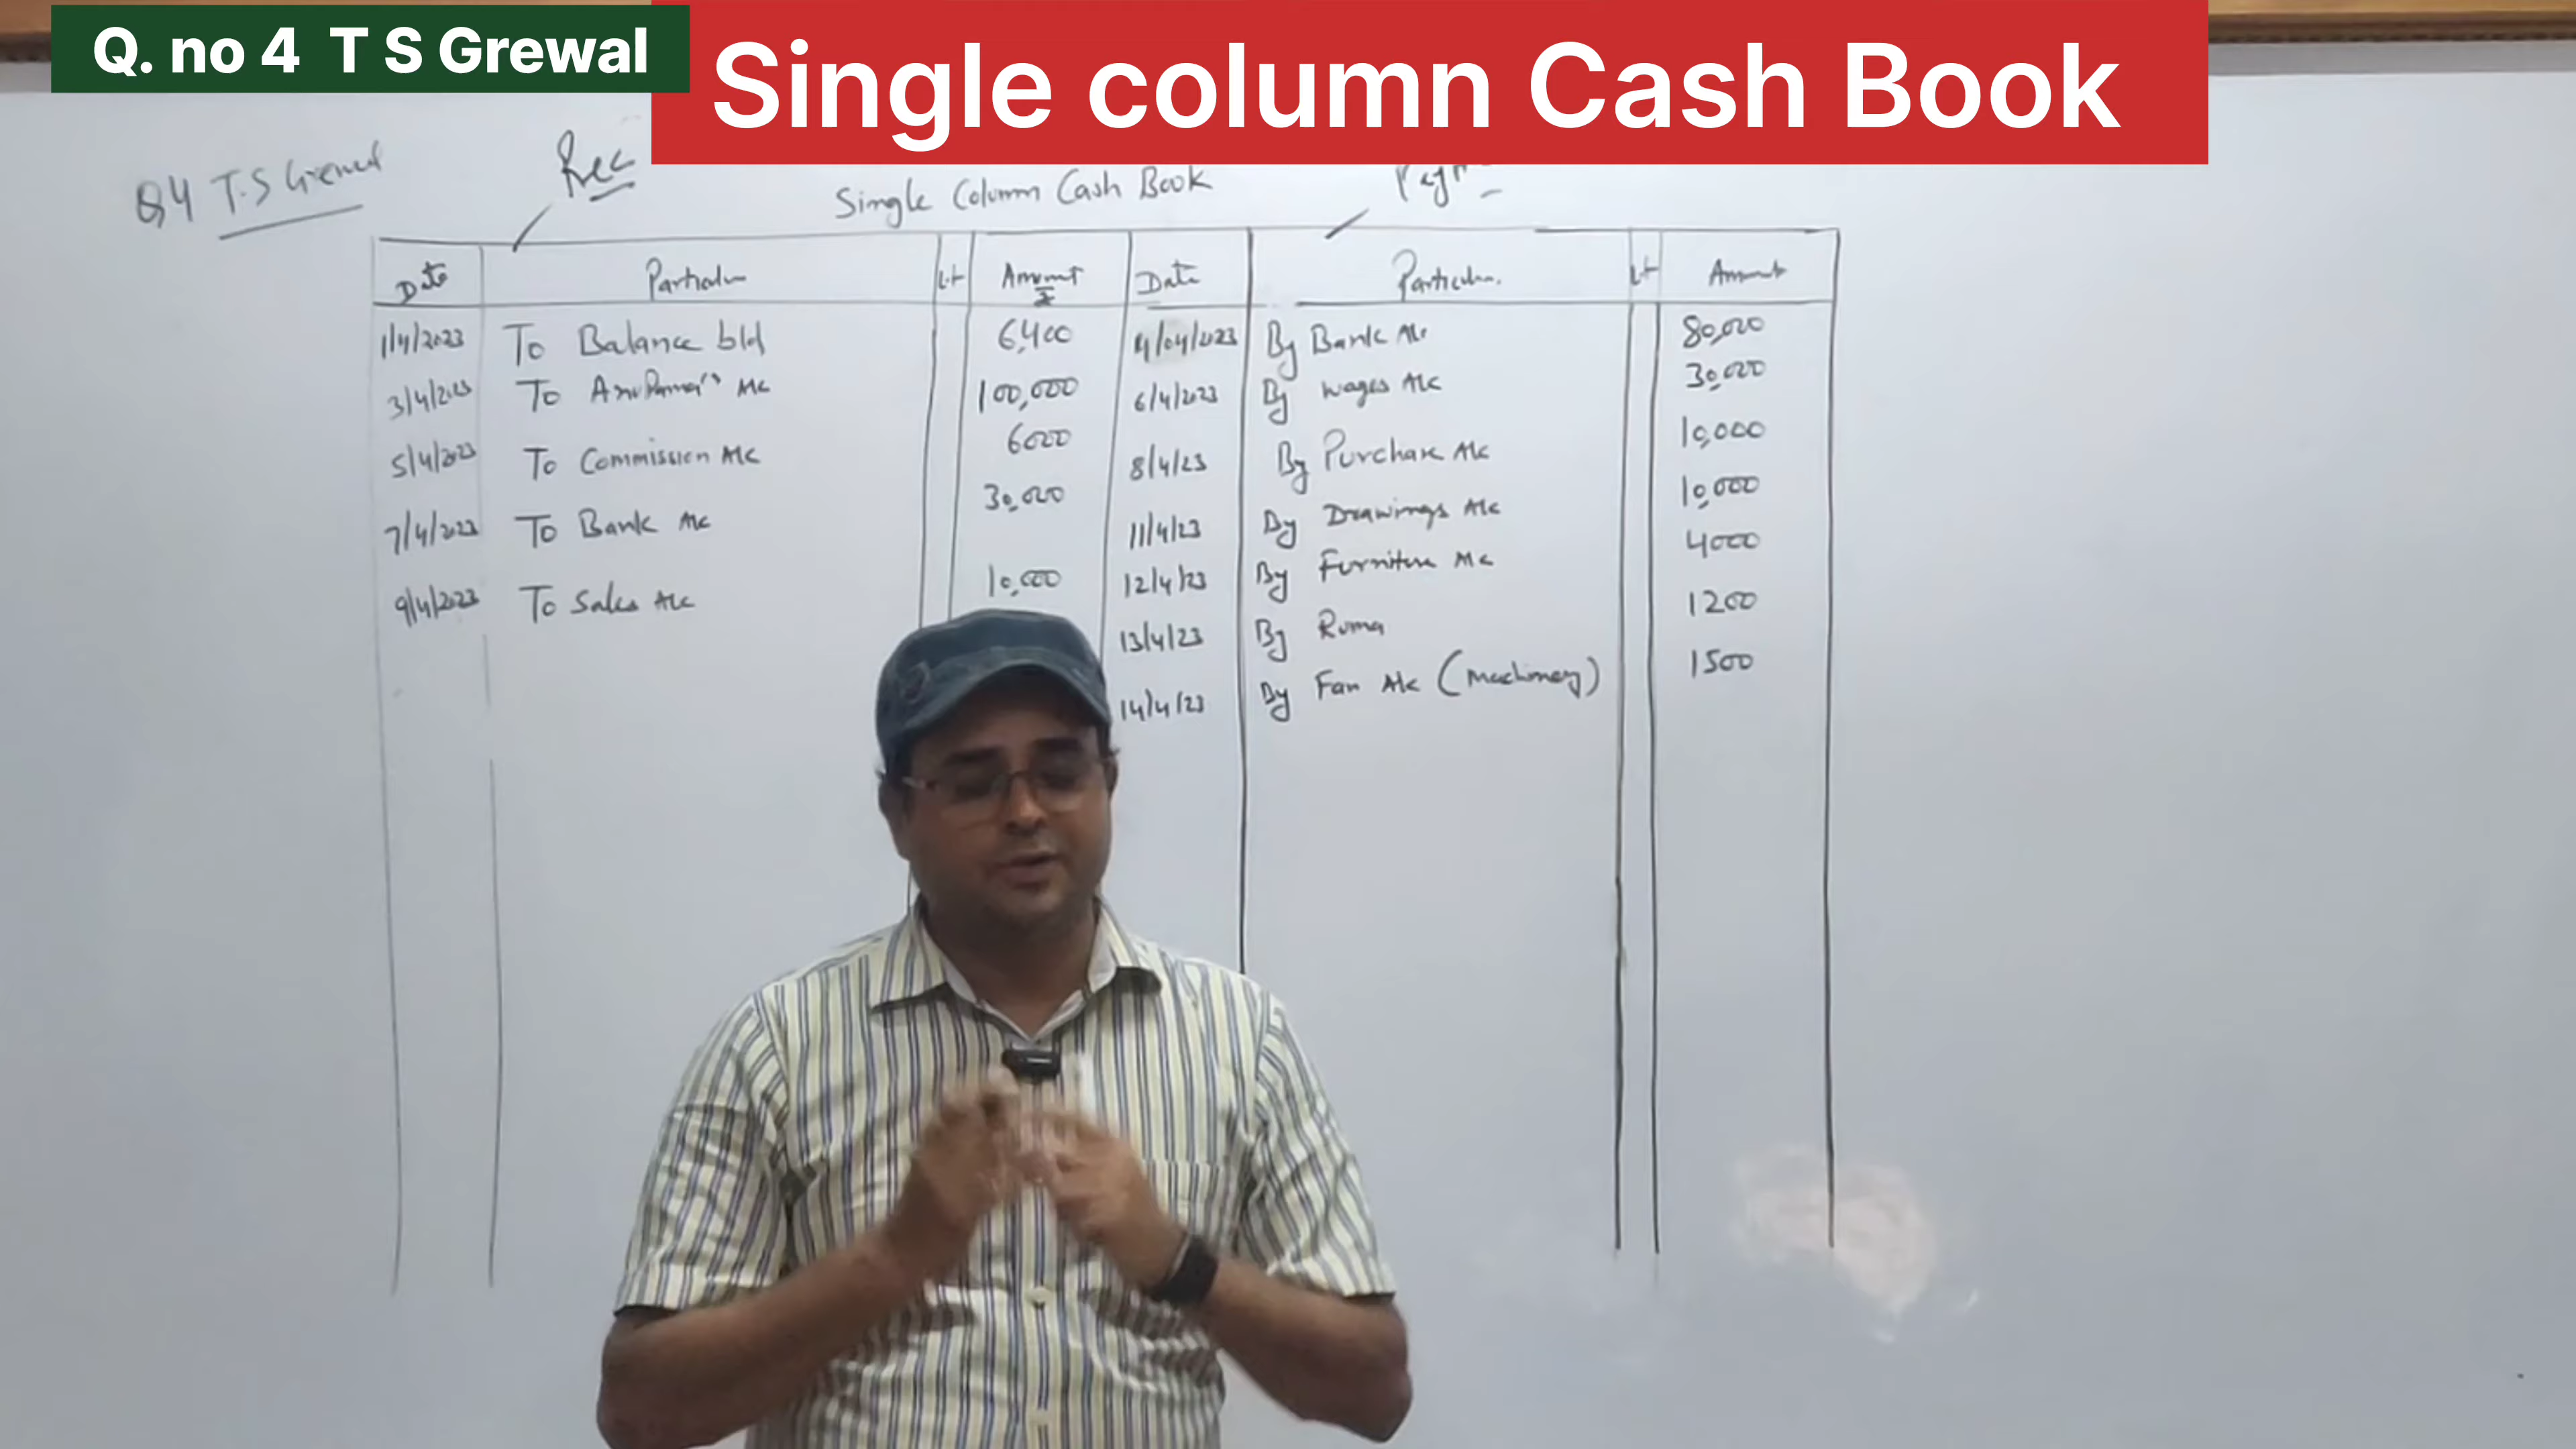 Q. no 4 T S Grewal
Single column Cash Book
Q4 T.S Grewal
Rec
Single Column Cash Book
Date Particular L.F Amount ₹ Date Particular. L.F Amount
1/4/2023 To Balance b/d 6,400 4/04/2023 By Bank A/c 80,000
3/4/2023 To Anupama's A/c 100,000 6/4/2023 By wages A/c 30,000
5/4/2023 To Commission A/c 6000 8/4/23 By Purchase A/c 10,000
7/4/2023 To Bank A/c 30,000 11/4/23 By Drawings A/c 10,000
9/4/2023 To Sales A/c 10,000 12/4/23 By Furniture A/c 4000
13/4/23 By Ruma 1200
14/4/23 By Fan A/c (Machinery) 1500